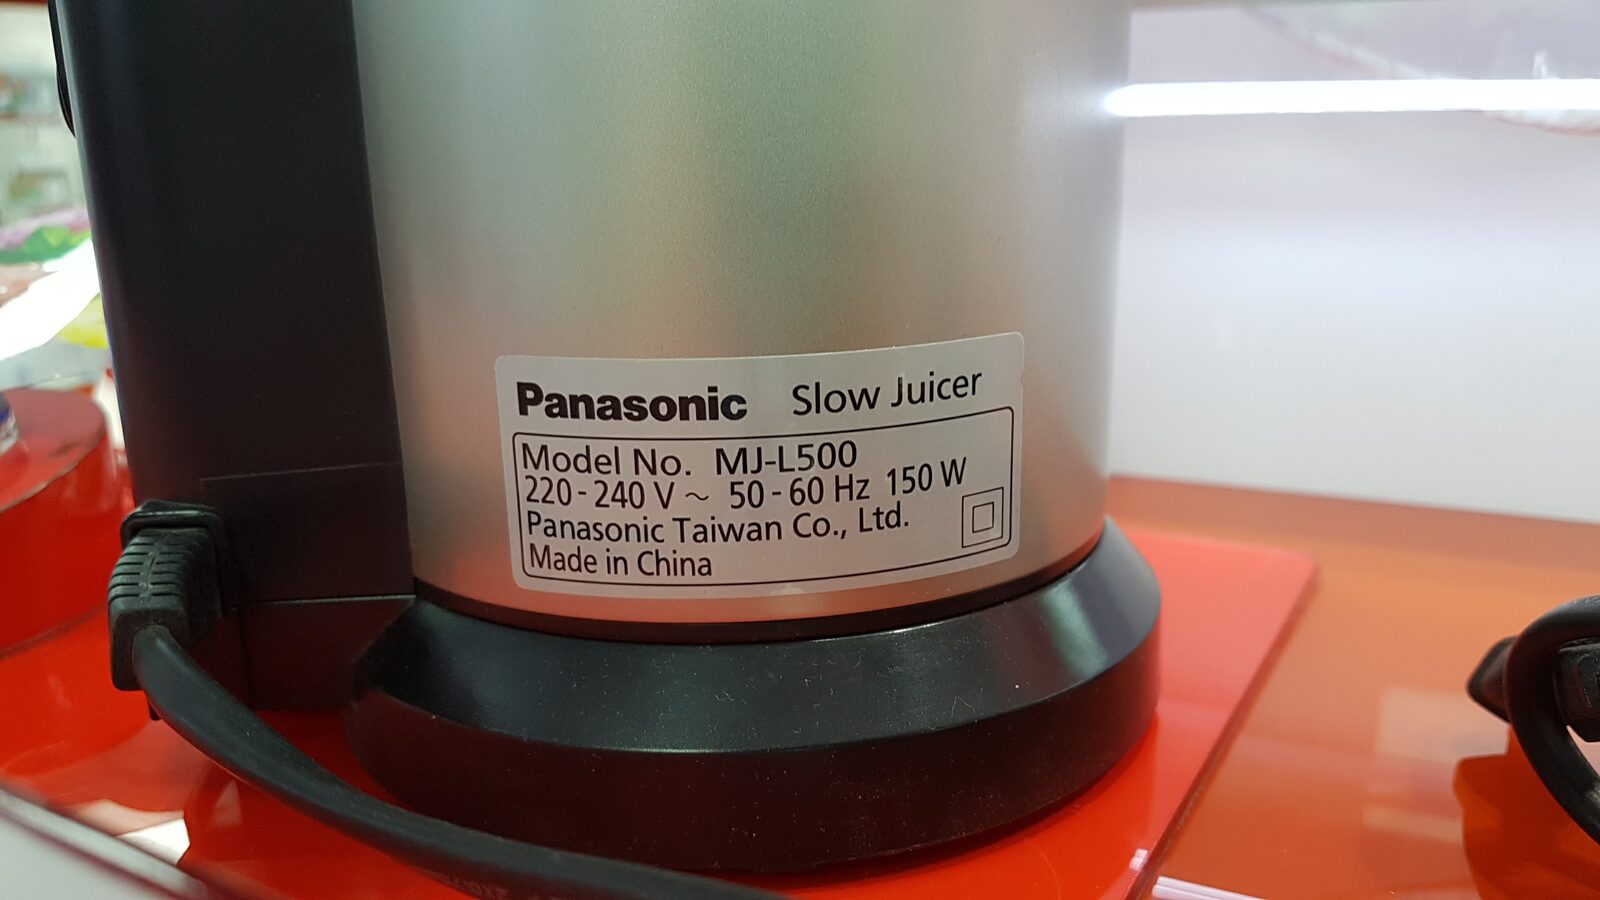 Panasonic Slow Juicer
Model No. MJ-L500
220-240 V ~ 50-60 Hz 150 W
Panasonic Taiwan Co., Ltd.
Made in China